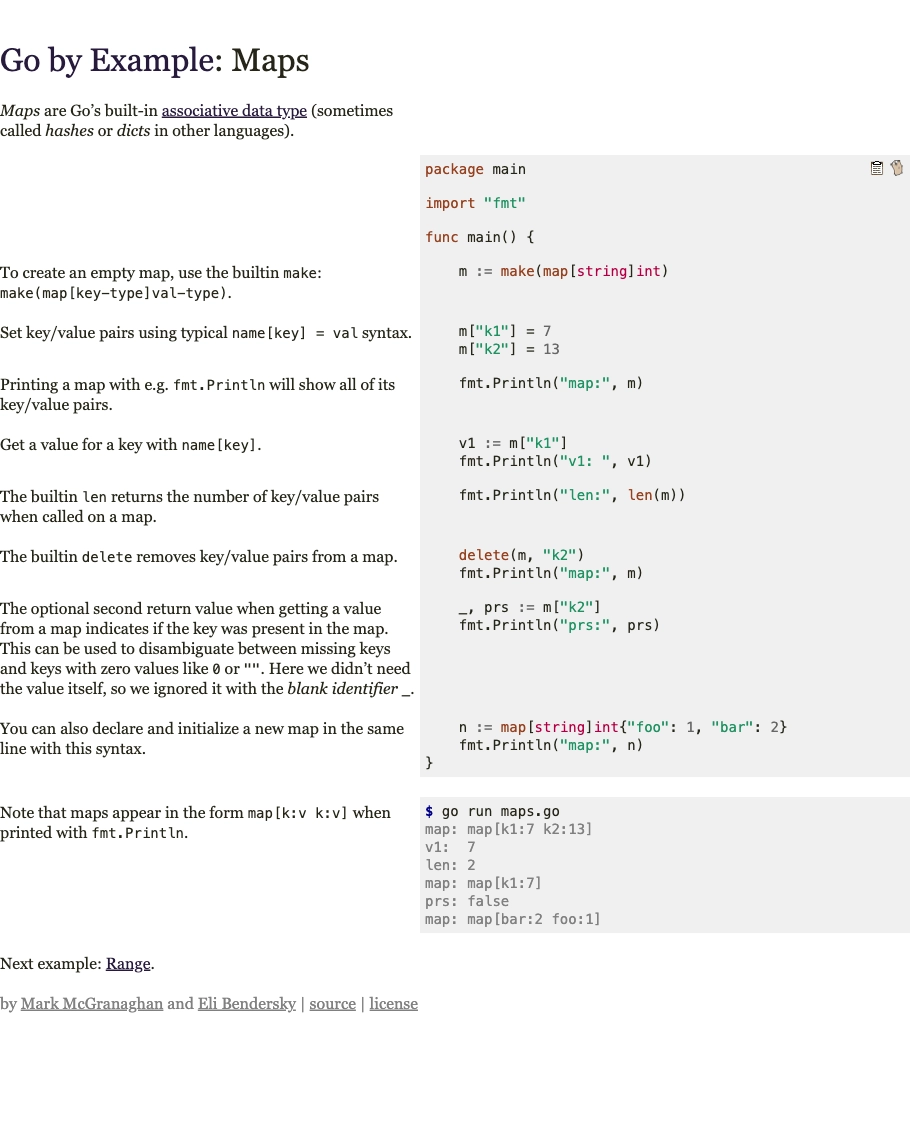 Go by Example: Maps
Maps are Go’s built-in associative data type (sometimes
called hashes or dicts in other languages).
package main
import "fmt"
func main() {
To create an empty map, use the builtin make:
make(map[key-type]val-type).
    m := make(map[string]int)
Set key/value pairs using typical name[key] = val syntax.
    m["k1"] = 7
    m["k2"] = 13
Printing a map with e.g. fmt.Println will show all of its
key/value pairs.
    fmt.Println("map:", m)
Get a value for a key with name[key].
    v1 := m["k1"]
    fmt.Println("v1: ", v1)
The builtin len returns the number of key/value pairs
when called on a map.
    fmt.Println("len:", len(m))
The builtin delete removes key/value pairs from a map.
    delete(m, "k2")
    fmt.Println("map:", m)
The optional second return value when getting a value
from a map indicates if the key was present in the map.
This can be used to disambiguate between missing keys
and keys with zero values like 0 or "". Here we didn’t need
the value itself, so we ignored it with the blank identifier _.
    _, prs := m["k2"]
    fmt.Println("prs:", prs)
You can also declare and initialize a new map in the same
line with this syntax.
    n := map[string]int{"foo": 1, "bar": 2}
    fmt.Println("map:", n)
}
Note that maps appear in the form map[k:v k:v] when
printed with fmt.Println.
$ go run maps.go
map: map[k1:7 k2:13]
v1:  7
len: 2
map: map[k1:7]
prs: false
map: map[bar:2 foo:1]
Next example: Range.
by Mark McGranaghan and Eli Bendersky | source | license